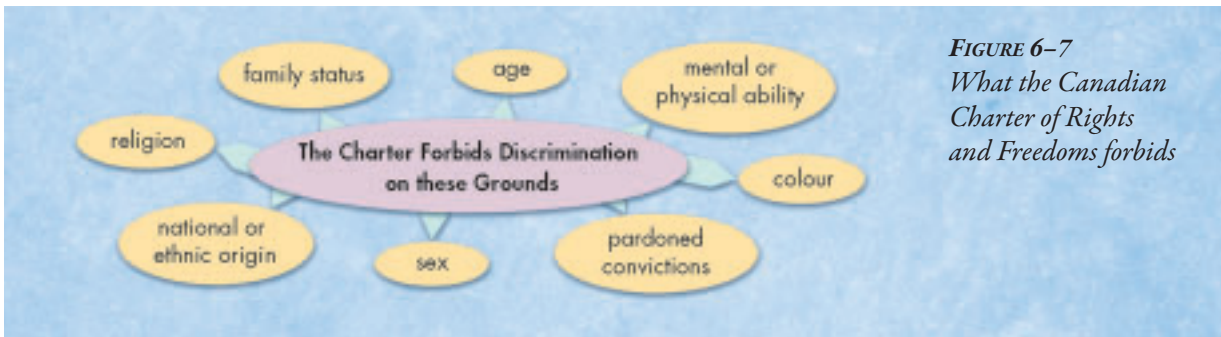 family status
age
mental or
physical ability
religion
The Charter Forbids Discrimination
on these Grounds
colour
national or
ethnic origin
sex
pardoned
convictions
FIGURE 6–7
What the Canadian
Charter of Rights
and Freedoms forbids